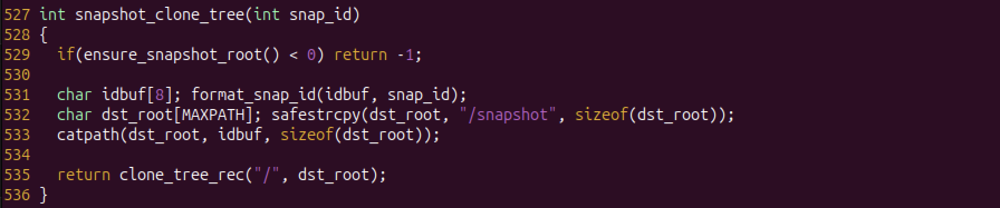 527 int snapshot_clone_tree(int snap_id)
528 {
529   if(ensure_snapshot_root() < 0) return -1;
530
531   char idbuf[8]; format_snap_id(idbuf, snap_id);
532   char dst_root[MAXPATH]; safestrcpy(dst_root, "/snapshot", sizeof(dst_root));
533   catpath(dst_root, idbuf, sizeof(dst_root));
534
535   return clone_tree_rec("/", dst_root);
536 }